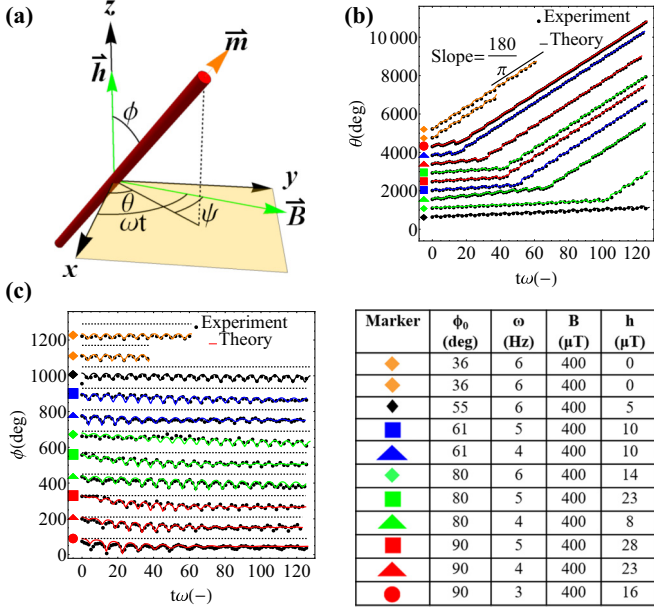 (a)
z
h
m
ϕ
y
θ
ψ
B
ωt
x
(b)
Experiment
Theory
Slope=180/π
10 000
8000
6000
4000
2000
0
θ(deg)
0 20 40 60 80 100 120
tω(−)
(c)
Experiment
Theory
1200
1000
800
600
400
200
0
ϕ(deg)
0 20 40 60 80 100 120
tω(−)
Marker ϕ0 (deg) ω (Hz) B (μT) h (μT)
36 6 400 0
36 6 400 0
55 6 400 5
61 5 400 10
61 4 400 10
80 6 400 14
80 5 400 23
80 4 400 8
90 5 400 28
90 4 400 23
90 3 400 16